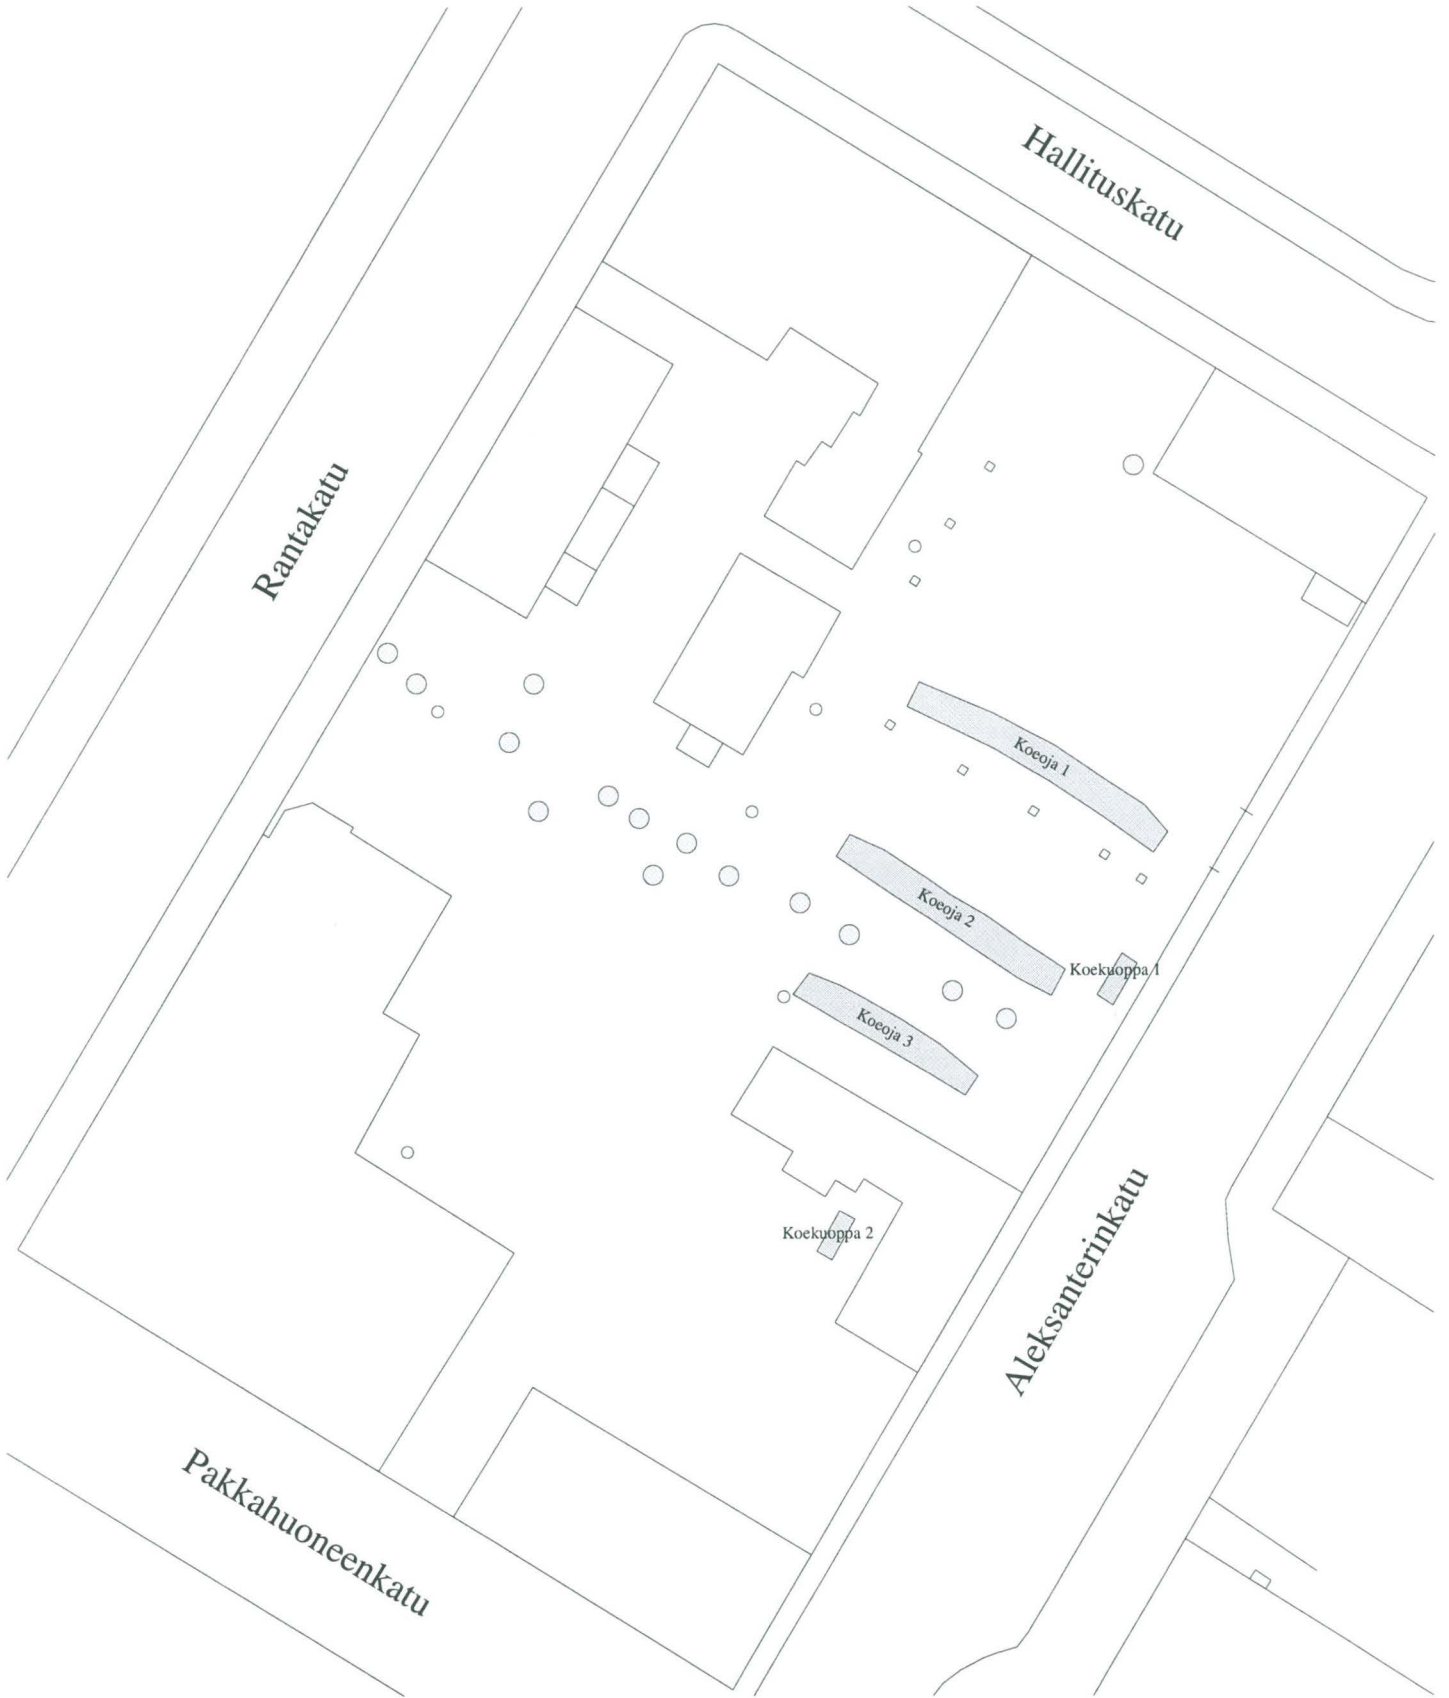 Hallituskatu
Rantakatu
Koeoja 1
Koeoja 2
Koekuoppa 1
Koeoja 3
Koekuoppa 2
Aleksanterinkatu
Pakkahuoneenkatu